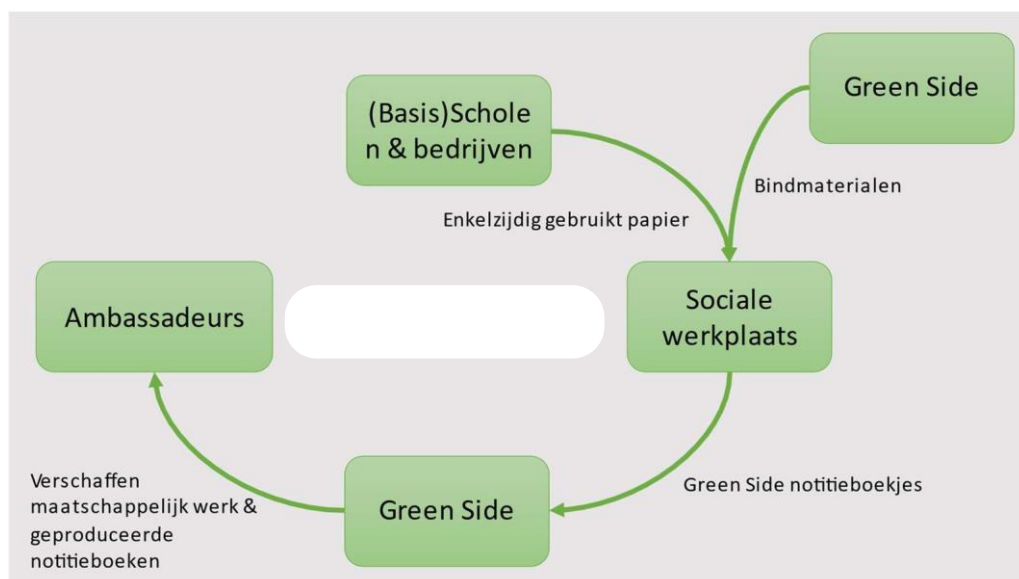 Green Side
(Basis)Schole
n & bedrijven
Bindmaterialen
Enkelzijdig gebruikt papier
Ambassadeurs
Sociale
werkplaats
Verschaffen
maatschappelijk werk &
geproduceerde
notitieboeken
Green Side
Green Side notitieboekjes